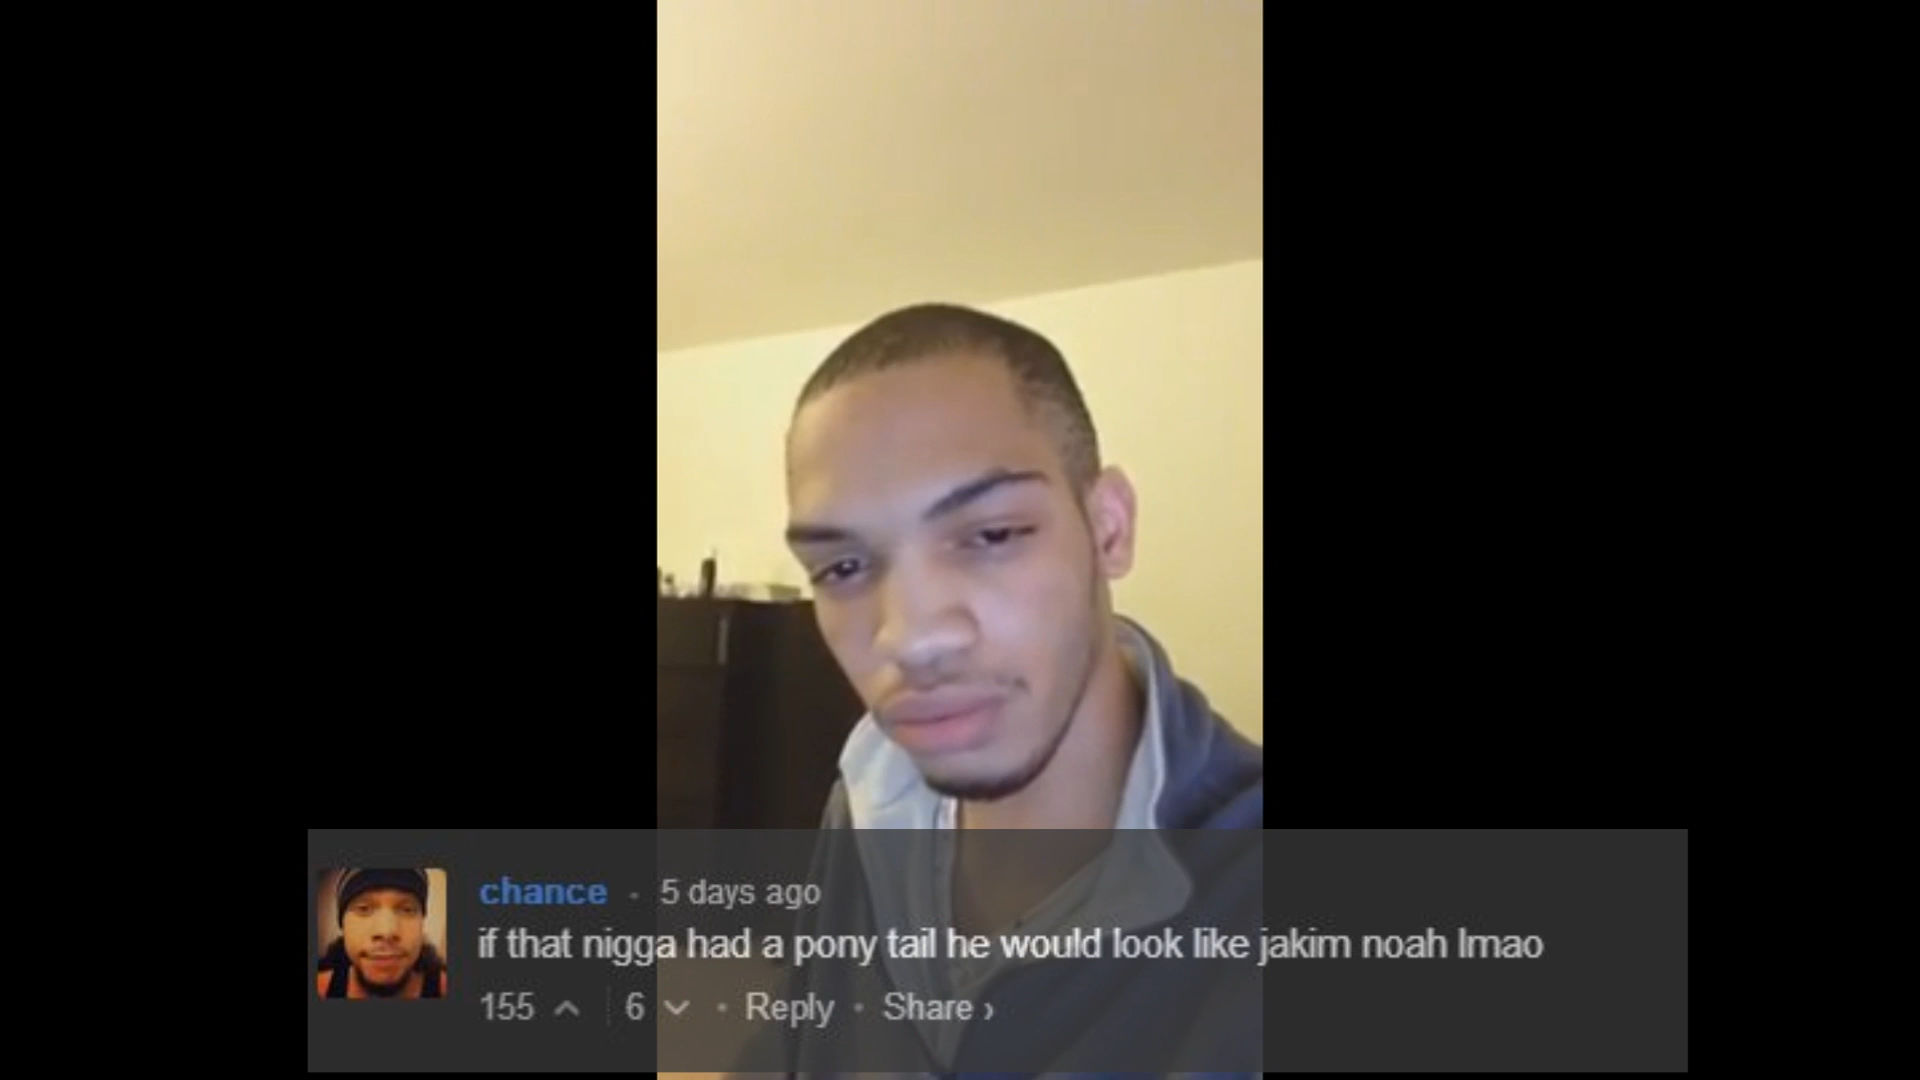 chance · 5 days ago
if that nigga had a pony tail he would look like jakim noah lmao
155 6 · Reply · Share ›